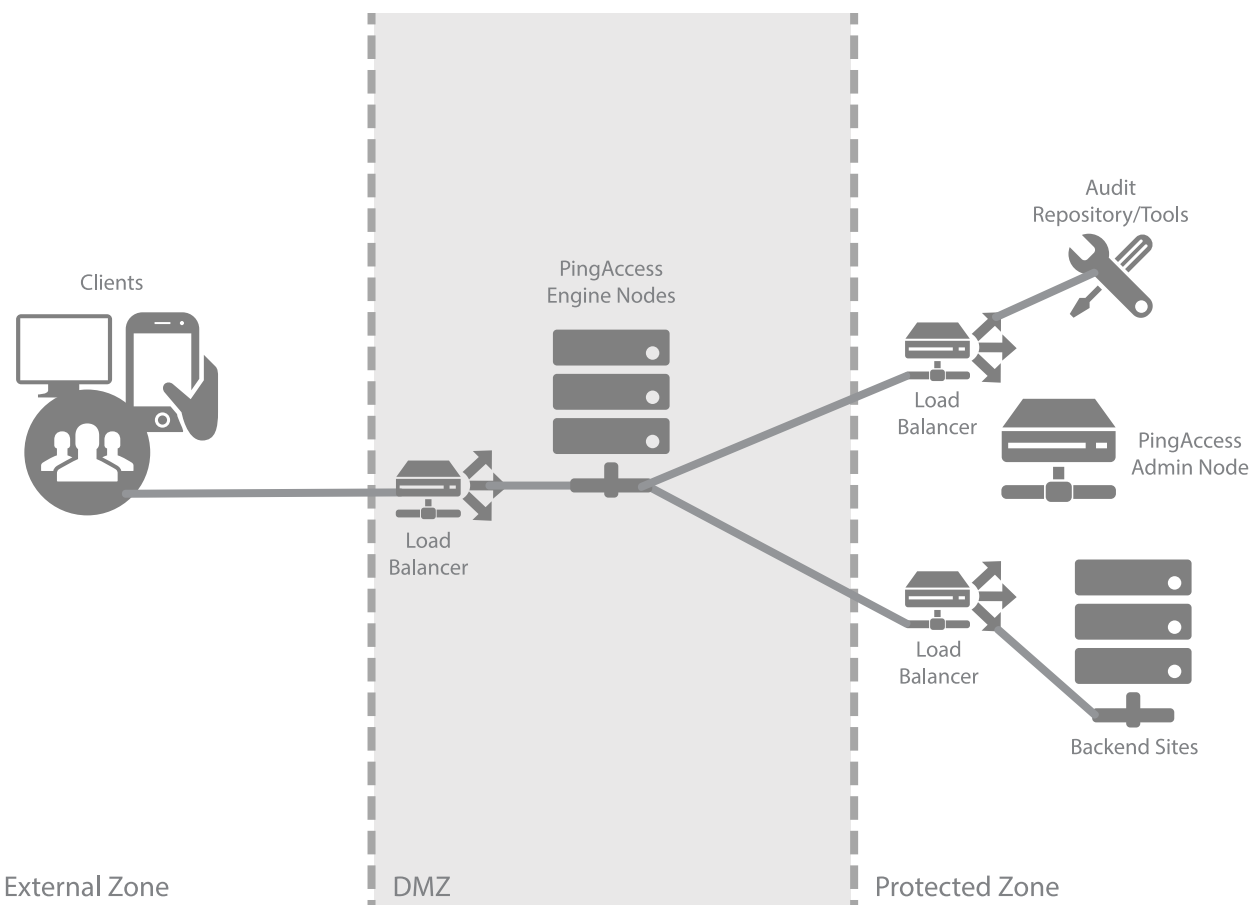 Clients
PingAccess
Engine Nodes
Load
Balancer
Audit
Repository/Tools
Load
Balancer
PingAccess
Admin Node
Load
Balancer
Backend Sites
External Zone
DMZ
Protected Zone